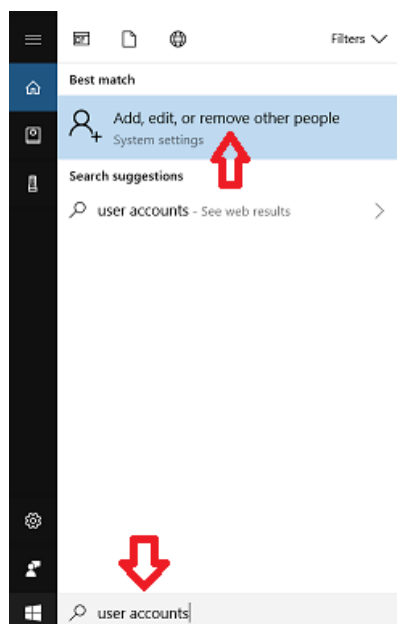 Filters
Best match
Add, edit, or remove other people
System settings
Search suggestions
user accounts - See web results
user accounts